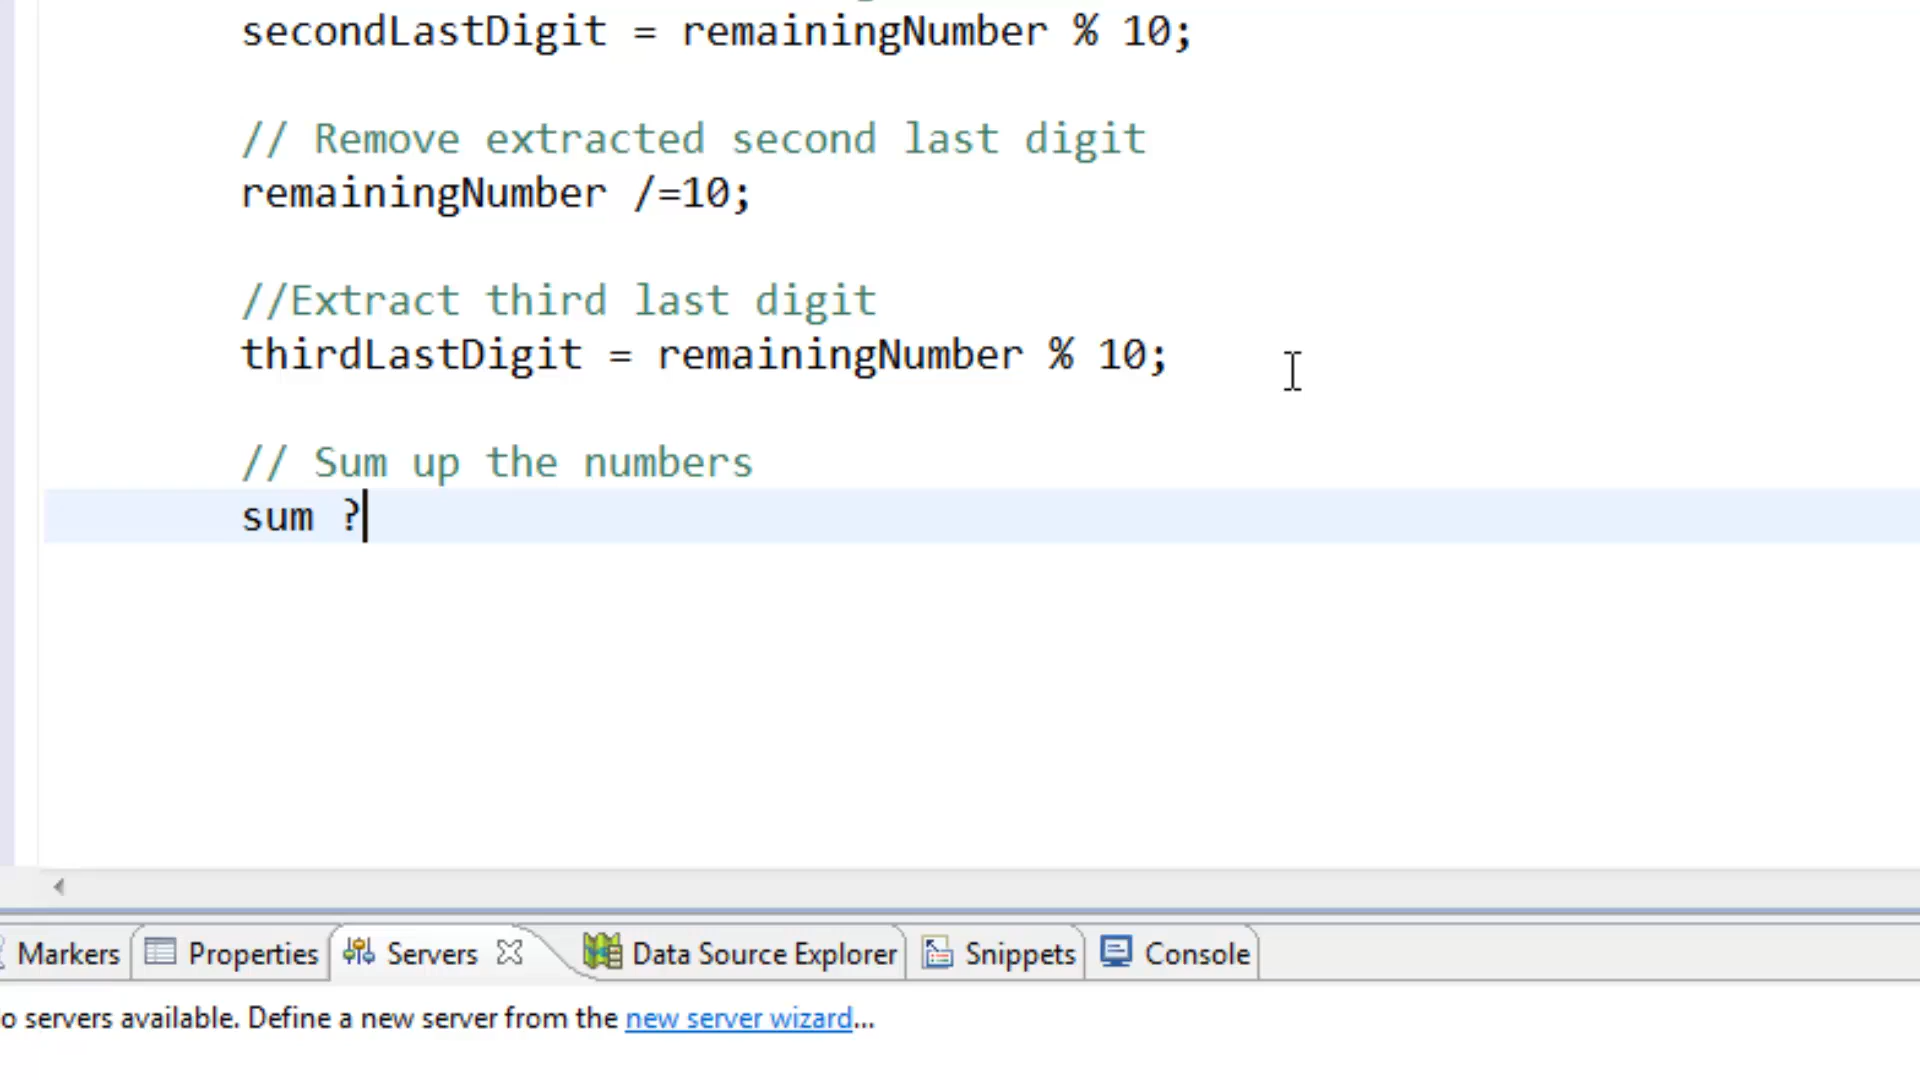 secondLastDigit = remainingNumber % 10;
// Remove extracted second last digit
remainingNumber /=10;
//Extract third last digit
thirdLastDigit = remainingNumber % 10;
// Sum up the numbers
sum ?
Markers Properties Servers Data Source Explorer Snippets Console
o servers available. Define a new server from the new server wizard...